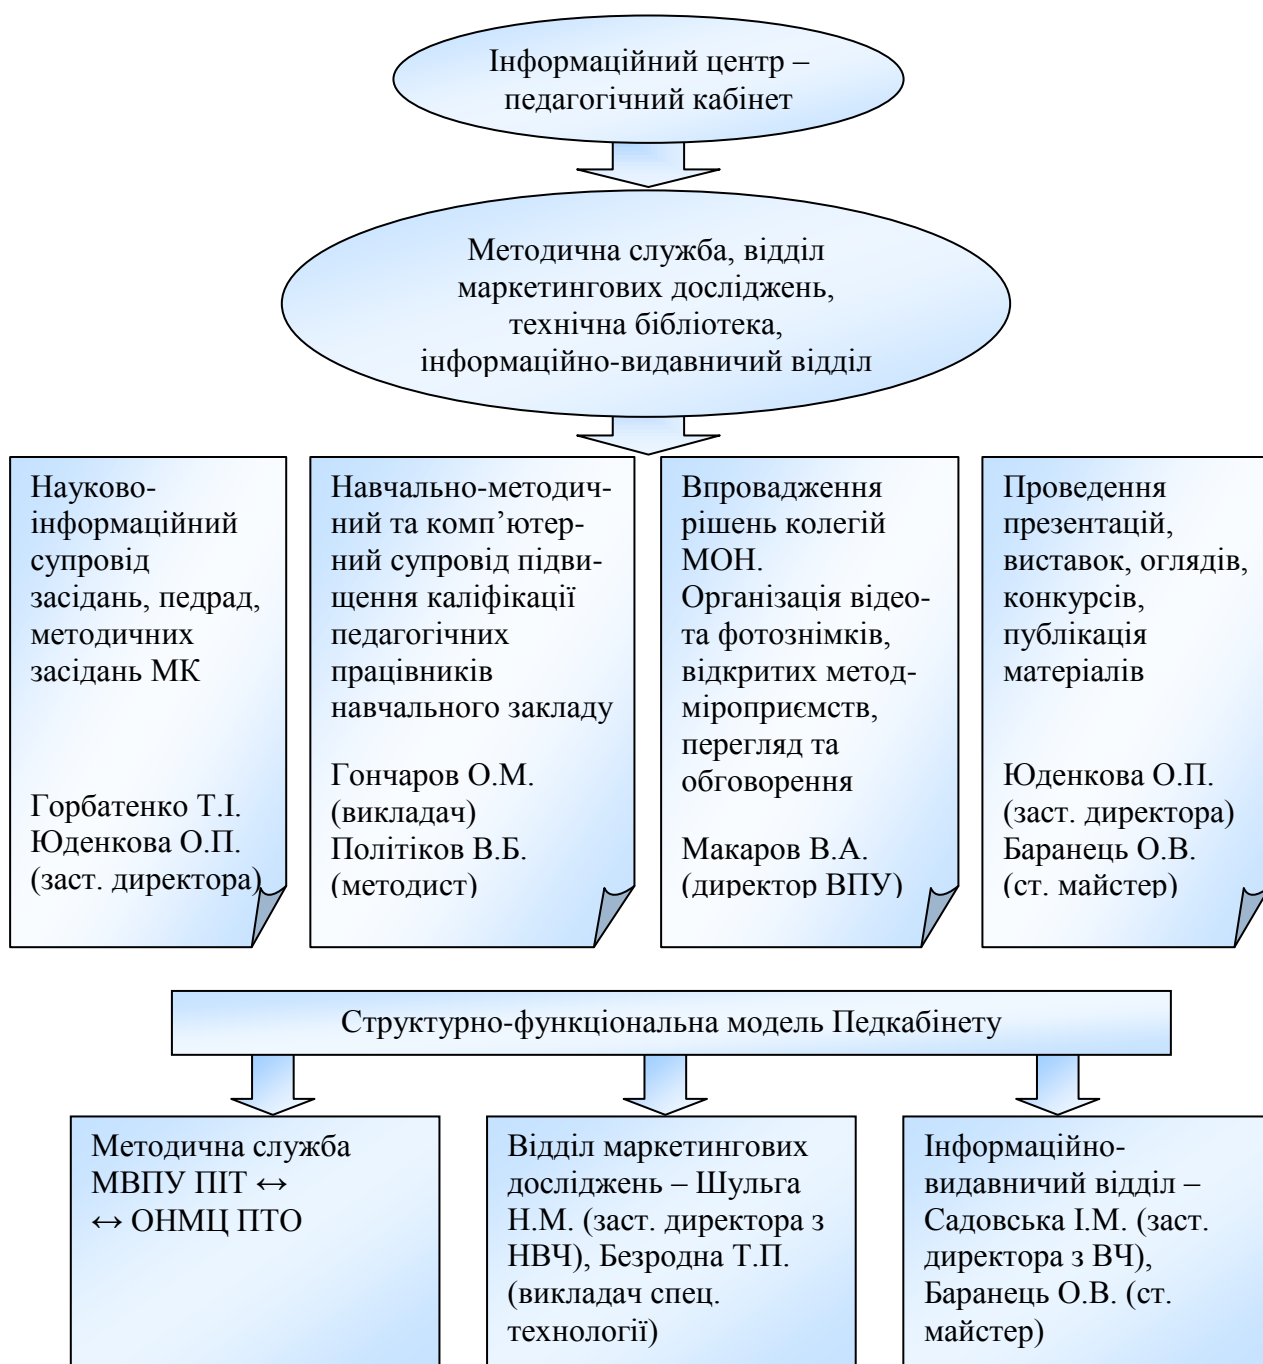 Інформаційний центр –
педагогічний кабінет
Методична служба, відділ
маркетингових досліджень,
технічна бібліотека,
інформаційно-видавничий відділ
Науково-
інформаційний
супровід
засідань, педрад,
методичних
засідань МК
Горбатенко Т.І.
Юденкова О.П.
(заст. директора)
Навчально-методич-
ний та комп’ютер-
ний супровід підви-
щення каліфікації
педагогічних
працівників
навчального закладу
Гончаров О.М.
(викладач)
Політіков В.Б.
(методист)
Впровадження
рішень колегій
МОН.
Організація відео-
та фотознімків,
відкритих метод-
міроприємств,
перегляд та
обговорення
Макаров В.А.
(директор ВПУ)
Проведення
презентацій,
виставок, оглядів,
конкурсів,
публікація
матеріалів
Юденкова О.П.
(заст. директора)
Баранець О.В.
(ст. майстер)
Структурно-функціональна модель Педкабінету
Методична служба
МВПУ ПІТ ↔
↔ ОНМЦ ПТО
Відділ маркетингових
досліджень – Шульга
Н.М. (заст. директора з
НВЧ), Безродна Т.П.
(викладач спец.
технології)
Інформаційно-
видавничий відділ –
Садовська І.М. (заст.
директора з ВЧ),
Баранець О.В. (ст.
майстер)